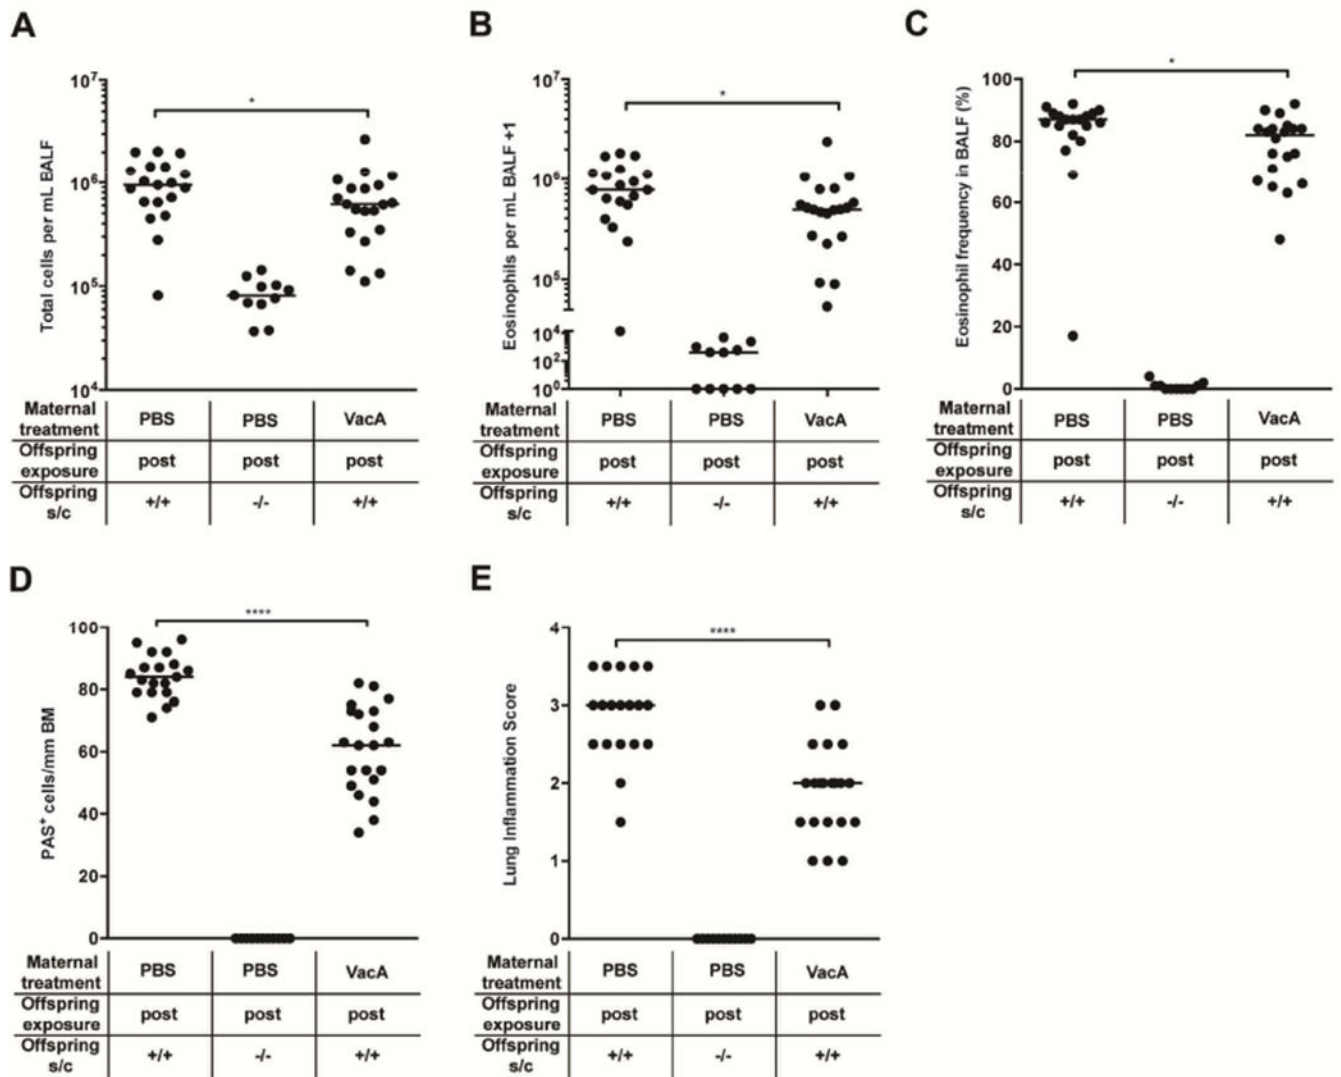 A
Total cells per mL BALF
10⁷
10⁶
10⁵
10⁴
*
Maternal treatment PBS PBS VacA
Offspring exposure post post post
Offspring s/c +/+ -/- +/+
B
Eosinophils per mL BALF +1
10⁷
10⁶
10⁵
10⁴
10²
10⁰
*
Maternal treatment PBS PBS VacA
Offspring exposure post post post
Offspring s/c +/+ -/- +/+
C
Eosinophil frequency in BALF (%)
100
80
60
40
20
0
*
Maternal treatment PBS PBS VacA
Offspring exposure post post post
Offspring s/c +/+ -/- +/+
D
PAS⁺ cells/mm BM
100
80
60
40
20
0
****
Maternal treatment PBS PBS VacA
Offspring exposure post post post
Offspring s/c +/+ -/- +/+
E
Lung Inflammation Score
4
3
2
1
0
****
Maternal treatment PBS PBS VacA
Offspring exposure post post post
Offspring s/c +/+ -/- +/+